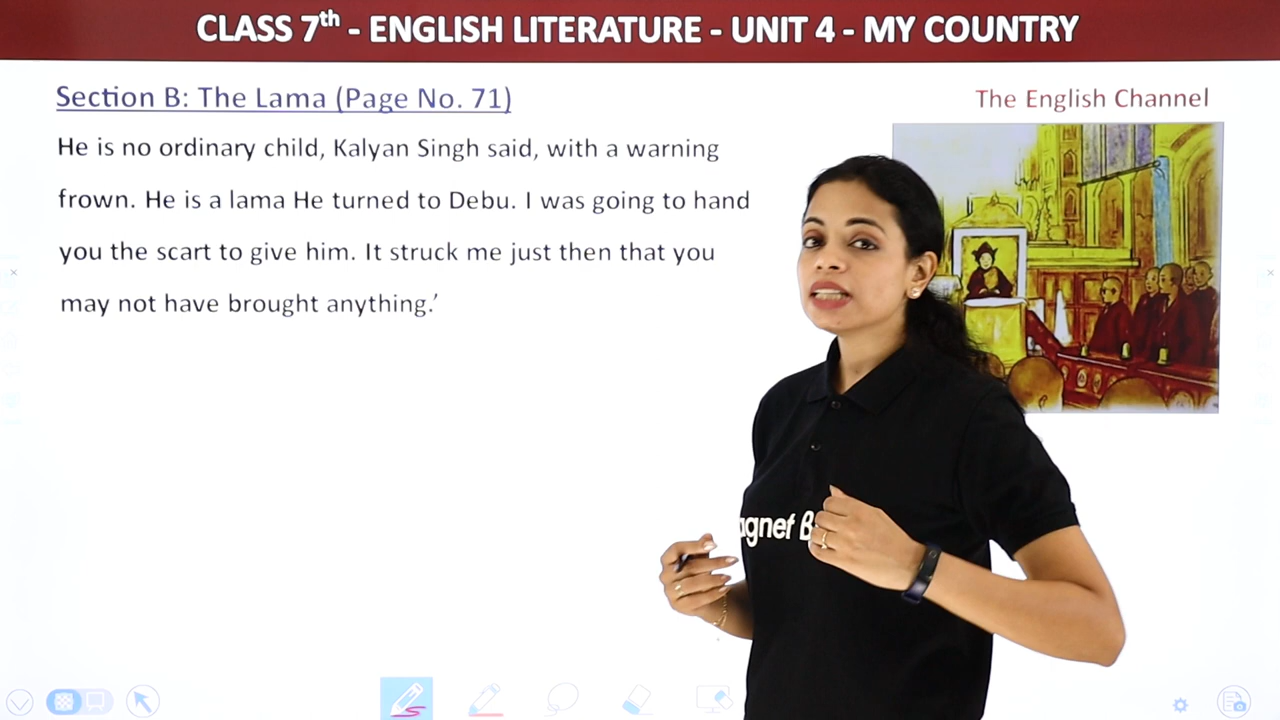 CLASS 7th - ENGLISH LITERATURE - UNIT 4 - MY COUNTRY
Section B: The Lama (Page No. 71)
The English Channel
He is no ordinary child, Kalyan Singh said, with a warning
frown. He is a lama He turned to Debu. I was going to hand
you the scart to give him. It struck me just then that you
may not have brought anything.’
agnet B